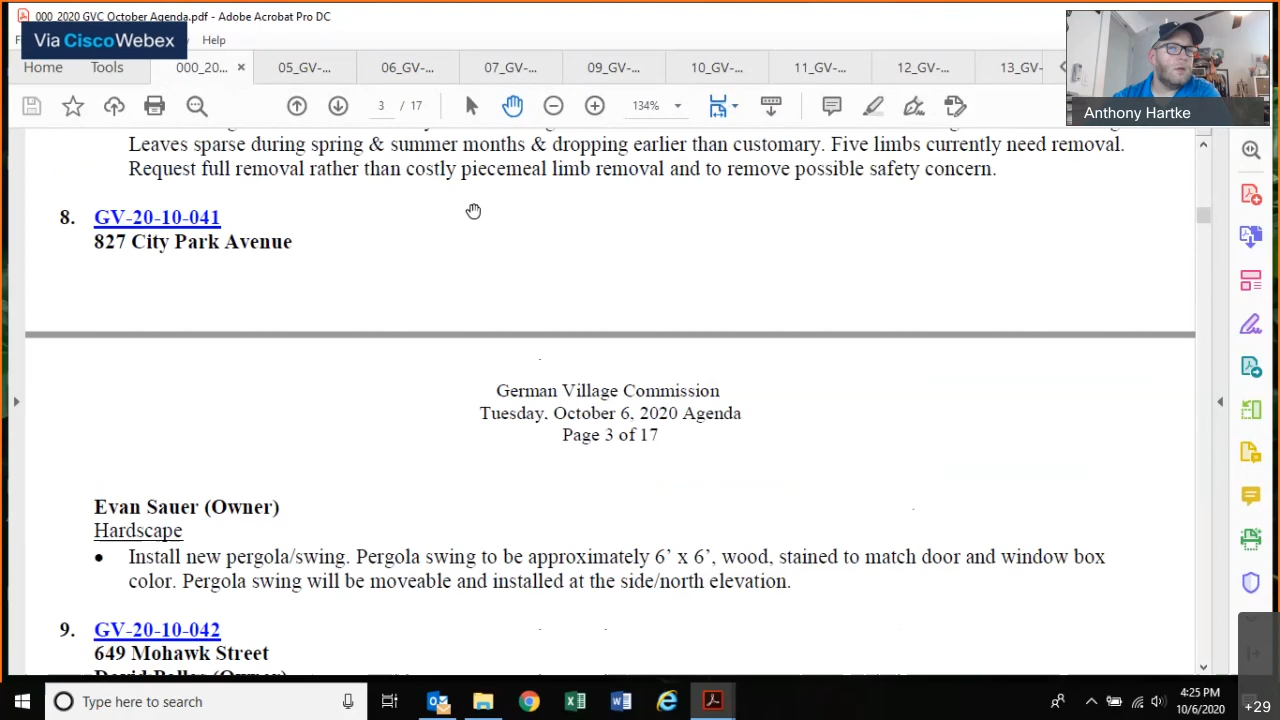 000_2020 GVC October Agenda.pdf - Adobe Acrobat Pro DC
Via Cisco Webex
Help
Anthony Hartke
Home Tools 000_20... × 05_GV-... 06_GV-... 07_GV-... 09_GV-... 10_GV-... 11_GV-... 12_GV-... 13-GV-
3 / 17 134%
Leaves sparse during spring & summer months & dropping earlier than customary. Five limbs currently need removal.
Request full removal rather than costly piecemeal limb removal and to remove possible safety concern.
8. GV-20-10-041
827 City Park Avenue
German Village Commission
Tuesday, October 6, 2020 Agenda
Page 3 of 17
Evan Sauer (Owner)
Hardscape
• Install new pergola/swing. Pergola swing to be approximately 6’ x 6’, wood, stained to match door and window box
color. Pergola swing will be moveable and installed at the side/north elevation.
9. GV-20-10-042
649 Mohawk Street
Type here to search
4:25 PM
10/6/2020
+29